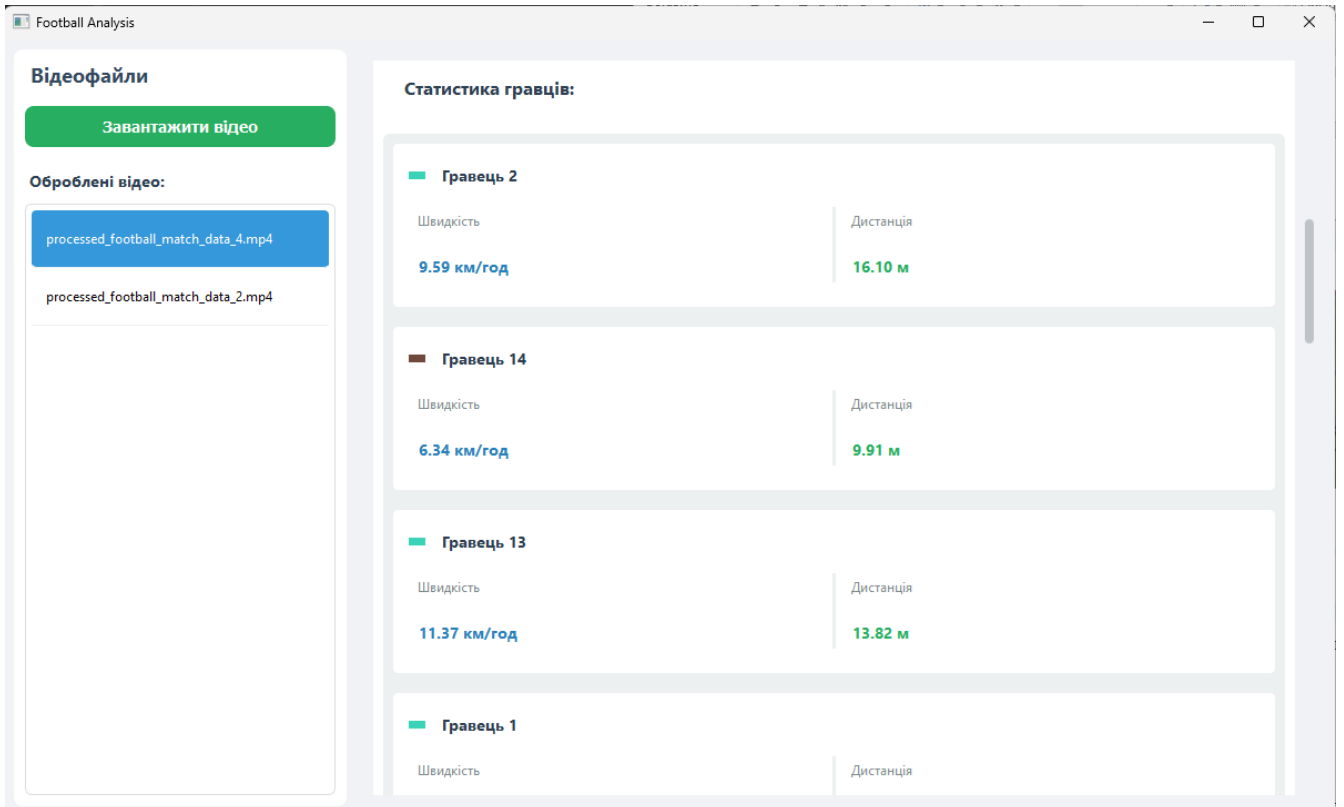 Football Analysis
Відеофайли
Завантажити відео
Оброблені відео:
processed_football_match_data_4.mp4
processed_football_match_data_2.mp4
Статистика гравців:
Гравець 2
Швидкість
Дистанція
9.59 км/год
16.10 м
Гравець 14
Швидкість
Дистанція
6.34 км/год
9.91 м
Гравець 13
Швидкість
Дистанція
11.37 км/год
13.82 м
Гравець 1
Швидкість
Дистанція